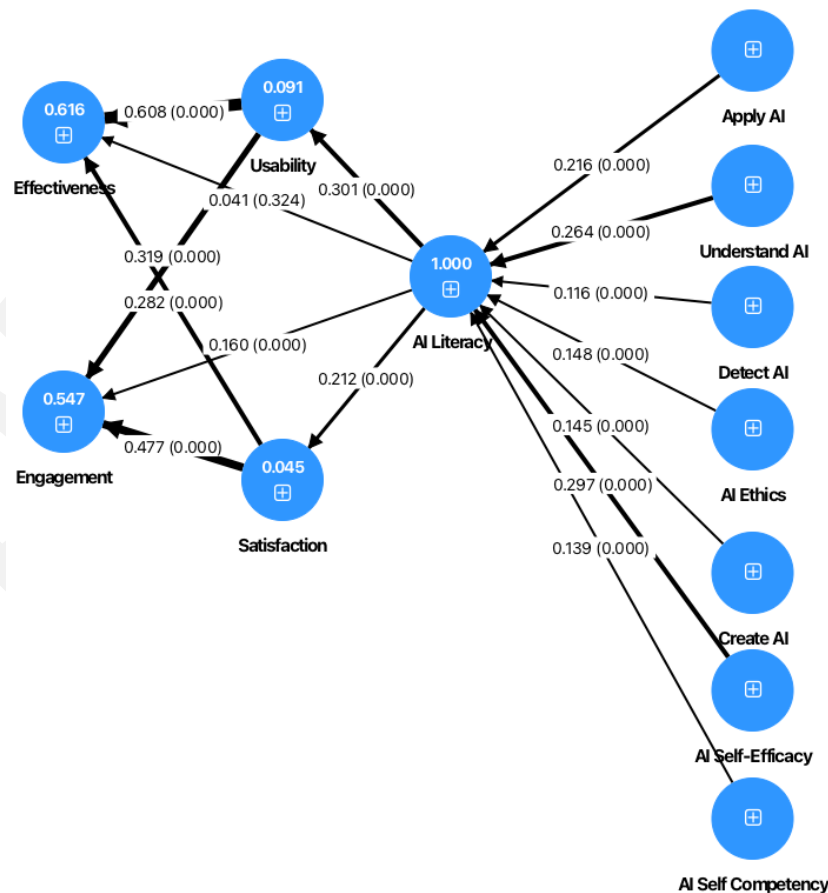 Apply AI
0.616
0.091
0.608 (0.000)
Usability
Effectiveness
0.216 (0.000)
0.041 (0.324)
0.301 (0.000)
0.264 (0.000)
Understand AI
0.319 (0.000)
1.000
0.282 (0.000)
0.116 (0.000)
AI Literacy
0.160 (0.000)
0.148 (0.000)
Detect AI
0.212 (0.000)
0.547
0.145 (0.000)
0.477 (0.000)
Engagement
0.045
0.297 (0.000)
AI Ethics
Satisfaction
0.139 (0.000)
Create AI
AI Self-Efficacy
AI Self Competency